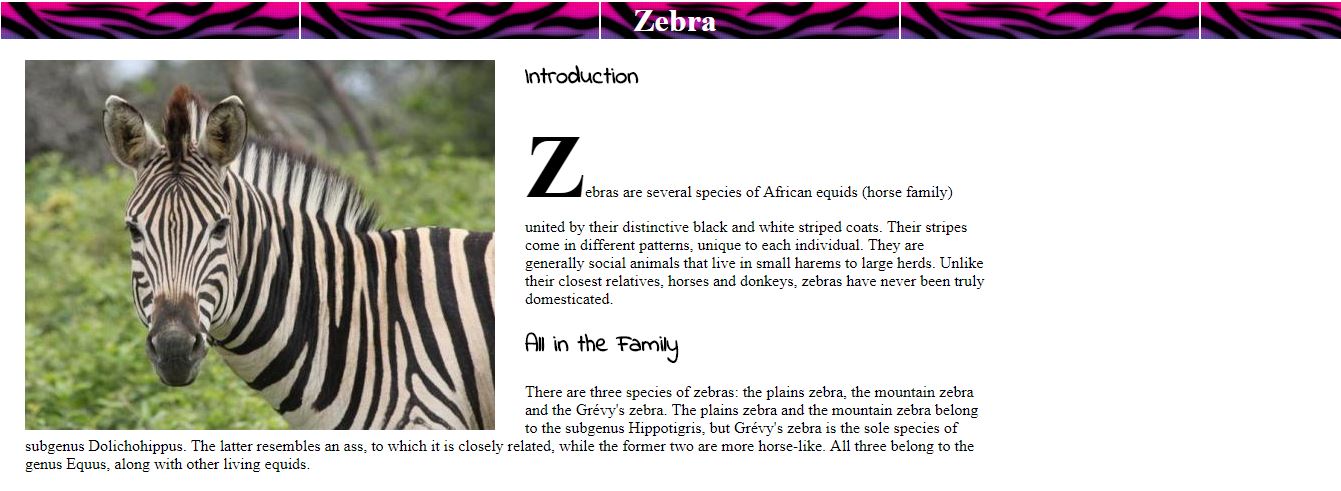 Zebra
Introduction
Zebras are several species of African equids (horse family)
united by their distinctive black and white striped coats. Their stripes
come in different patterns, unique to each individual. They are
generally social animals that live in small harems to large herds. Unlike
their closest relatives, horses and donkeys, zebras have never been truly
domesticated.
All in the Family
There are three species of zebras: the plains zebra, the mountain zebra
and the Grévy's zebra. The plains zebra and the mountain zebra belong
to the subgenus Hippotigris, but Grévy's zebra is the sole species of
subgenus Dolichohippus. The latter resembles an ass, to which it is closely related, while the former two are more horse-like. All three belong to the
genus Equus, along with other living equids.